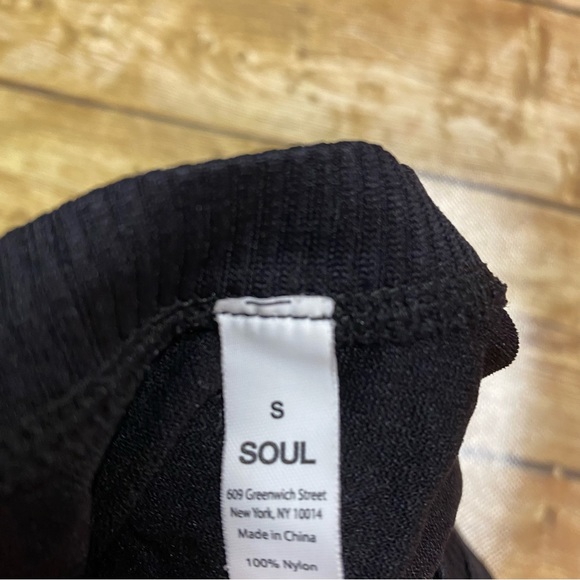 S
SOUL
609 Greenwich Street
New York, NY 10014
Made in China
100% Nylon